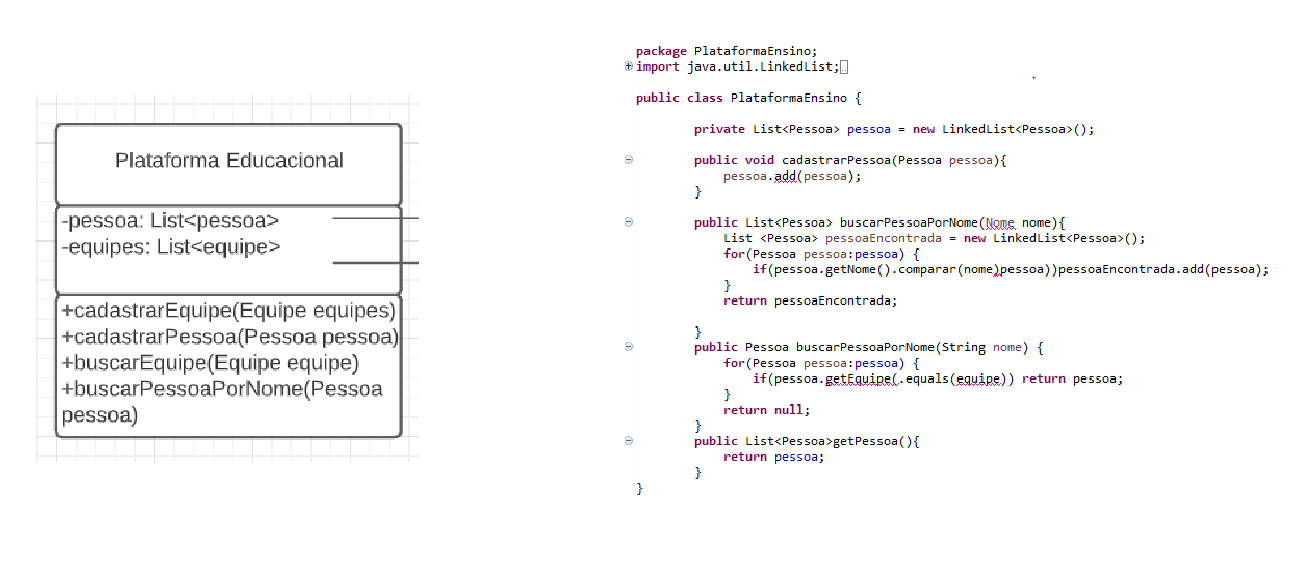 Plataforma Educacional
-pessoa: List<pessoa>
-equipes: List<equipe>
+cadastrarEquipe(Equipe equipes)
+cadastrarPessoa(Pessoa pessoa)
+buscarEquipe(Equipe equipe)
+buscarPessoaPorNome(Pessoa
pessoa)
package PlataformaEnsino;
import java.util.LinkedList;
public class PlataformaEnsino {
private List<Pessoa> pessoa = new LinkedList<Pessoa>();
public void cadastrarPessoa(Pessoa pessoa){
pessoa.add(pessoa);
}
public List<Pessoa> buscarPessoaPorNome(Nome nome){
List <Pessoa> pessoaEncontrada = new LinkedList<Pessoa>();
for(Pessoa pessoa:pessoa) {
if(pessoa.getNome().comparar(nome)pessoa))pessoaEncontrada.add(pessoa);
}
return pessoaEncontrada;
}
public Pessoa buscarPessoaPorNome(String nome) {
for(Pessoa pessoa:pessoa) {
if(pessoa.getEquipe(.equals(equipe)) return pessoa;
}
return null;
}
public List<Pessoa>getPessoa(){
return pessoa;
}
}